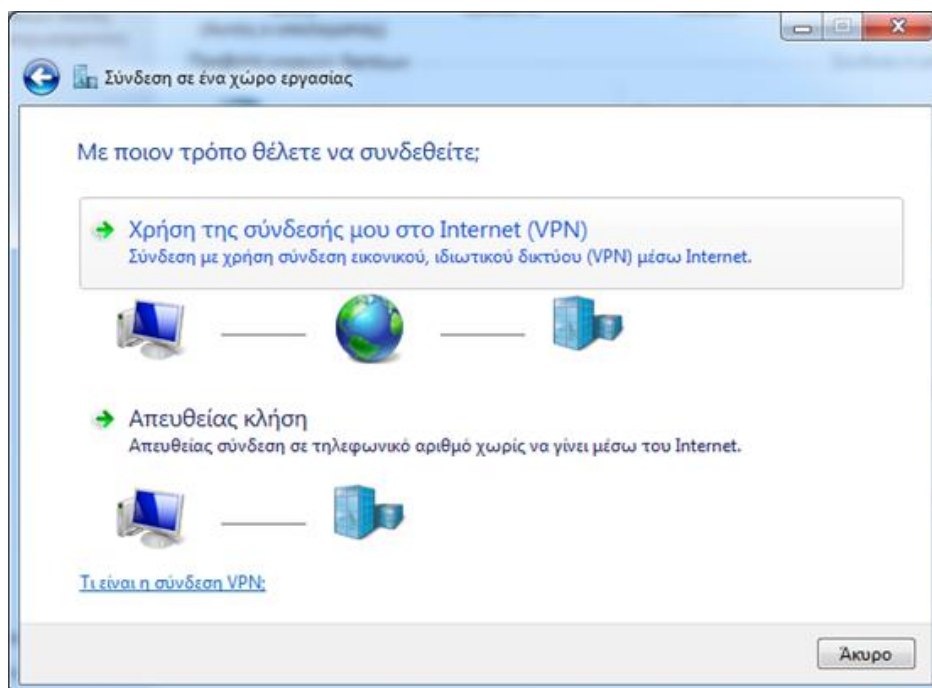 Σύνδεση σε ένα χώρο εργασίας
Με ποιον τρόπο θέλετε να συνδεθείτε;
Χρήση της σύνδεσής μου στο Internet (VPN)
Σύνδεση με χρήση σύνδεση εικονικού, ιδιωτικού δικτύου (VPN) μέσω Internet.
Απευθείας κλήση
Απευθείας σύνδεση σε τηλεφωνικό αριθμό χωρίς να γίνει μέσω του Internet.
Τι είναι η σύνδεση VPN;
Άκυρο